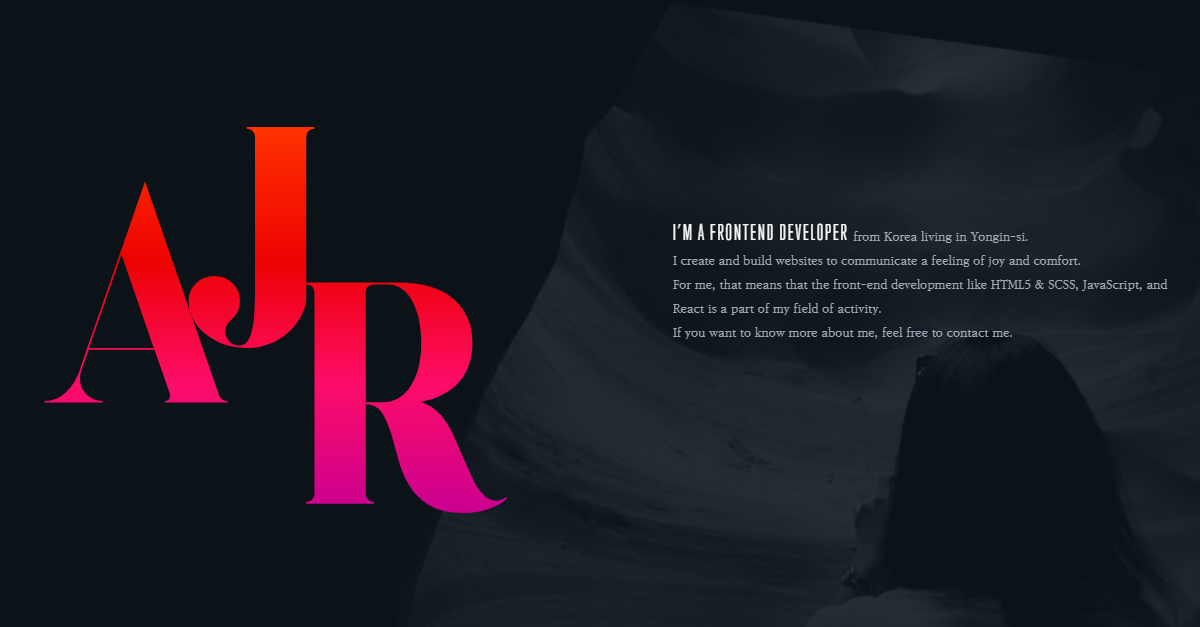 AJR
I'M A FRONTEND DEVELOPER from Korea living in Yongin-si.
I create and build websites to communicate a feeling of joy and comfort.
For me, that means that the front-end development like HTML5 & SCSS, JavaScript, and
React is a part of my field of activity.
If you want to know more about me, feel free to contact me.